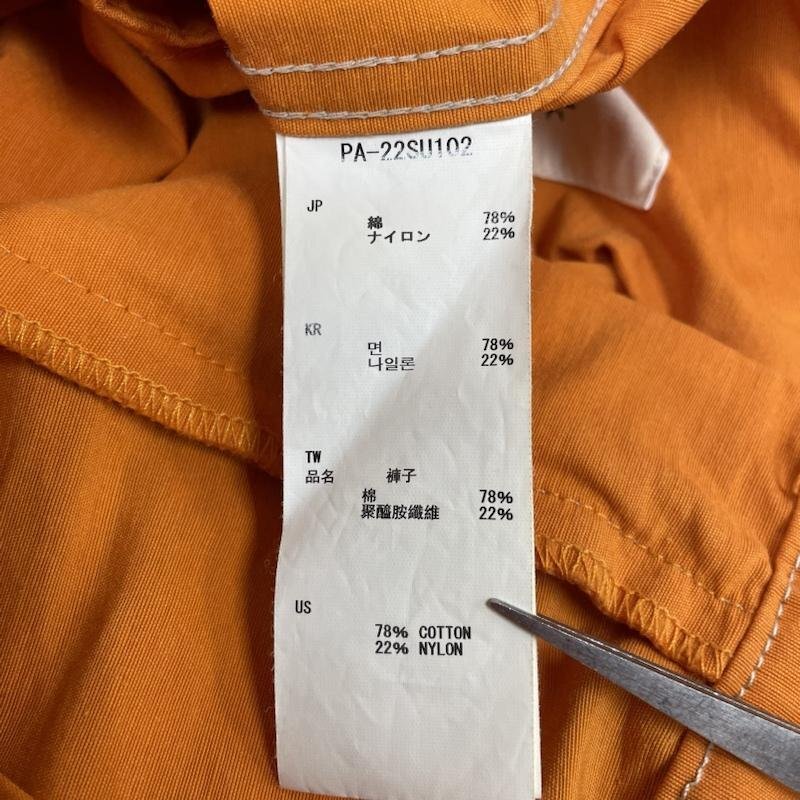 PA-22SU102
JP
綿 78%
ナイロン 22%
KR
면 78%
나일론 22%
TW
品名 褲子
棉 78%
聚醯胺纖維 22%
US
78% COTTON
22% NYLON